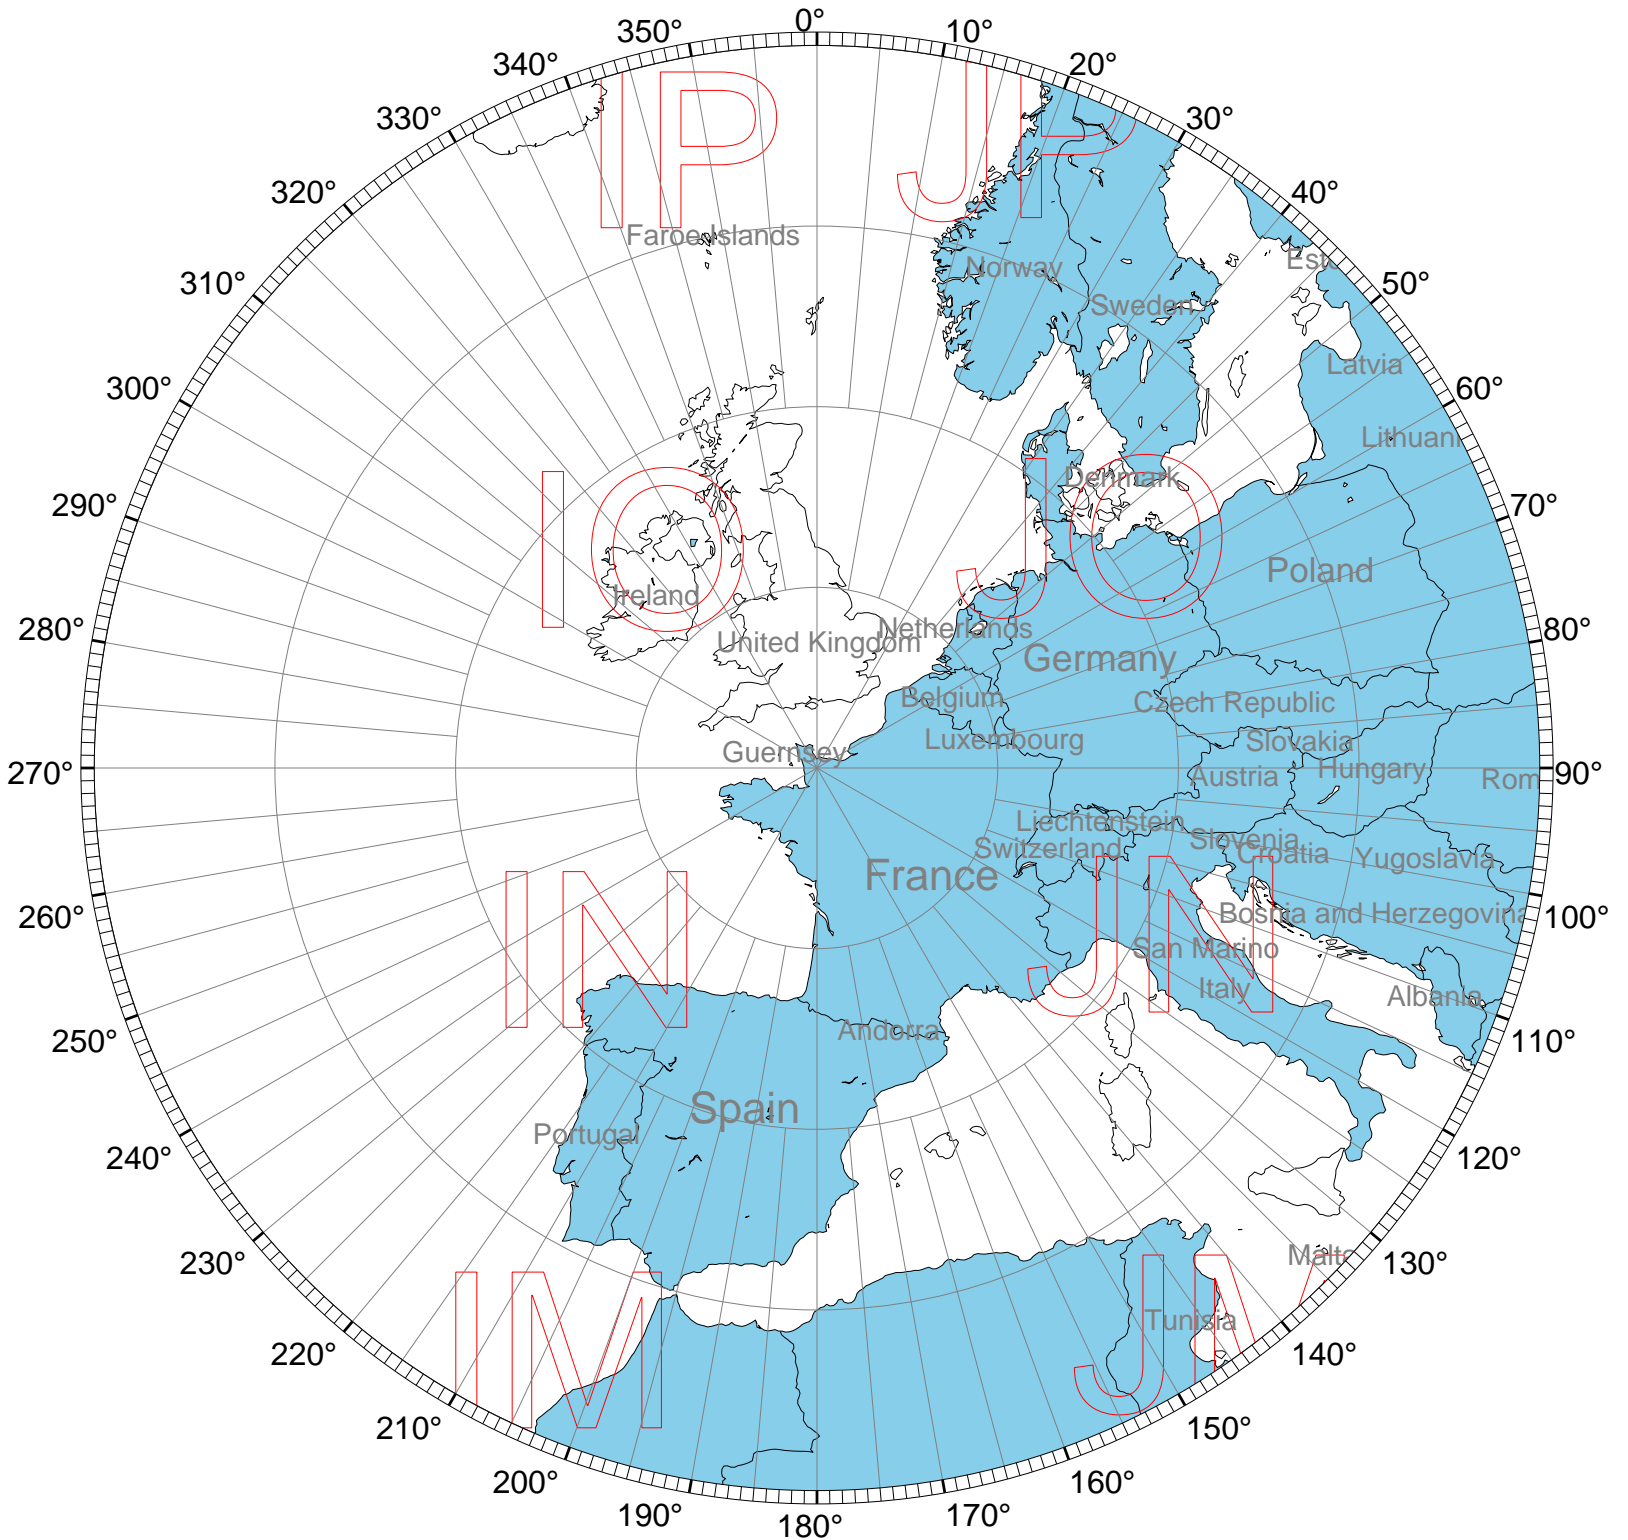 0°
350°
10°
340°
20°
330°
30°
320°
40°
310°
50°
300°
60°
290°
70°
280°
80°
270°
90°
260°
100°
250°
110°
240°
120°
230°
130°
220°
140°
210°
150°
200°
160°
190°
170°
180°
IP
JP
Faroe Islands
Norway
Esto
Sweden
Latvia
Lithuani
IO
JO
Denmark
Poland
Ireland
United Kingdom
Netherlands
Germany
Belgium
Czech Republic
Luxembourg
Slovakia
Guernsey
Austria
Hungary
Rom
Liechtenstein
Switzerland
Slovenia
Croatia
Yugoslavia
France
IN
JN
Bosnia and Herzegovina
San Marino
Italy
Albania
Andorra
Spain
Portugal
Malta
IM
JM
Tunisia